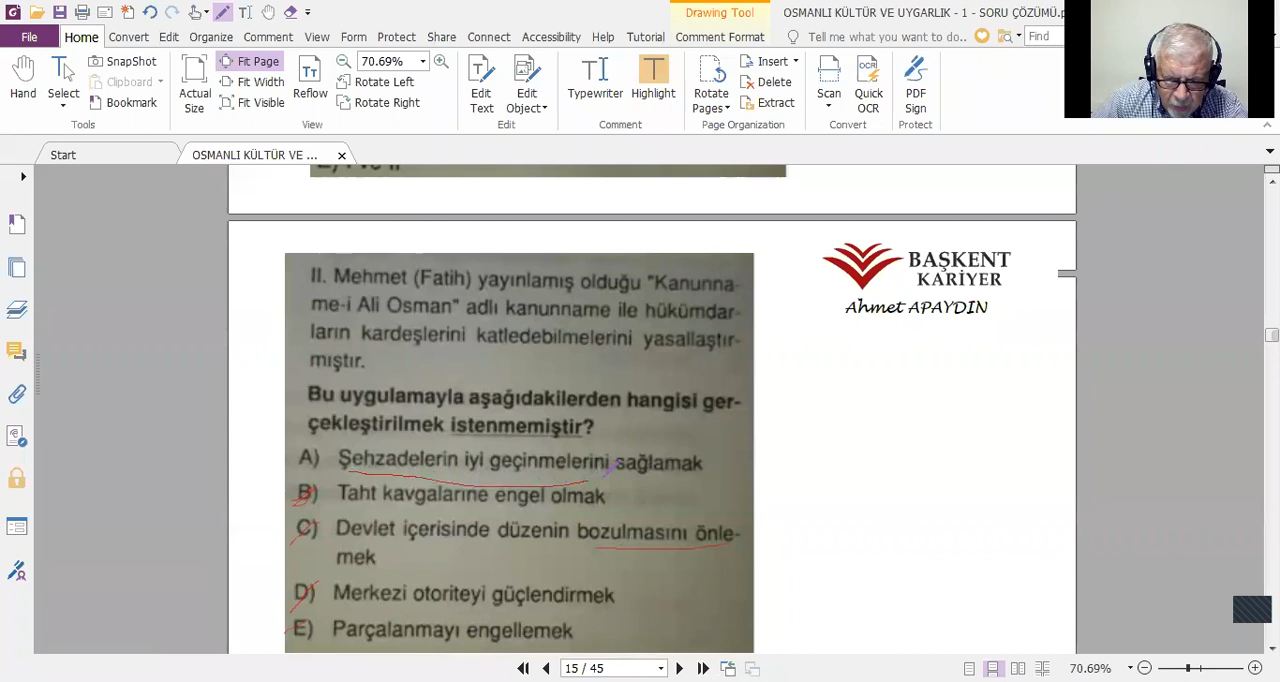 OSMANLI KÜLTÜR VE UYGARLIK - 1 - SORU ÇÖZÜMÜ.p
Drawing Tool
File Home Convert Edit Organize Comment View Form Protect Share Connect Accessibility Help Tutorial Comment Format Tell me what you want to do.. Find
Hand Select SnapShot Clipboard Bookmark
Tools
Actual Size Fit Page Fit Width Fit Visible Reflow 70.69% Rotate Left Rotate Right
View
Edit Text Edit Object
Edit
Typewriter Highlight
Comment
Rotate Pages Insert Delete Extract
Page Organization
Scan Quick OCR
Convert
PDF Sign
Protect
Start OSMANLI KÜLTÜR VE ...
BAŞKENT
KARİYER
Ahmet APAYDIN
II. Mehmet (Fatih) yayınlamış olduğu "Kanunna-
me-i Ali Osman" adlı kanunname ile hükümdar-
ların kardeşlerini katledebilmelerini yasallaştır-
mıştır.
Bu uygulamayla aşağıdakilerden hangisi ger-
çekleştirilmek istenmemiştir?
A) Şehzadelerin iyi geçinmelerini sağlamak
B) Taht kavgalarına engel olmak
C) Devlet içerisinde düzenin bozulmasını önle-
mek
D) Merkezi otoriteyi güçlendirmek
E) Parçalanmayı engellemek
15 / 45
70.69%